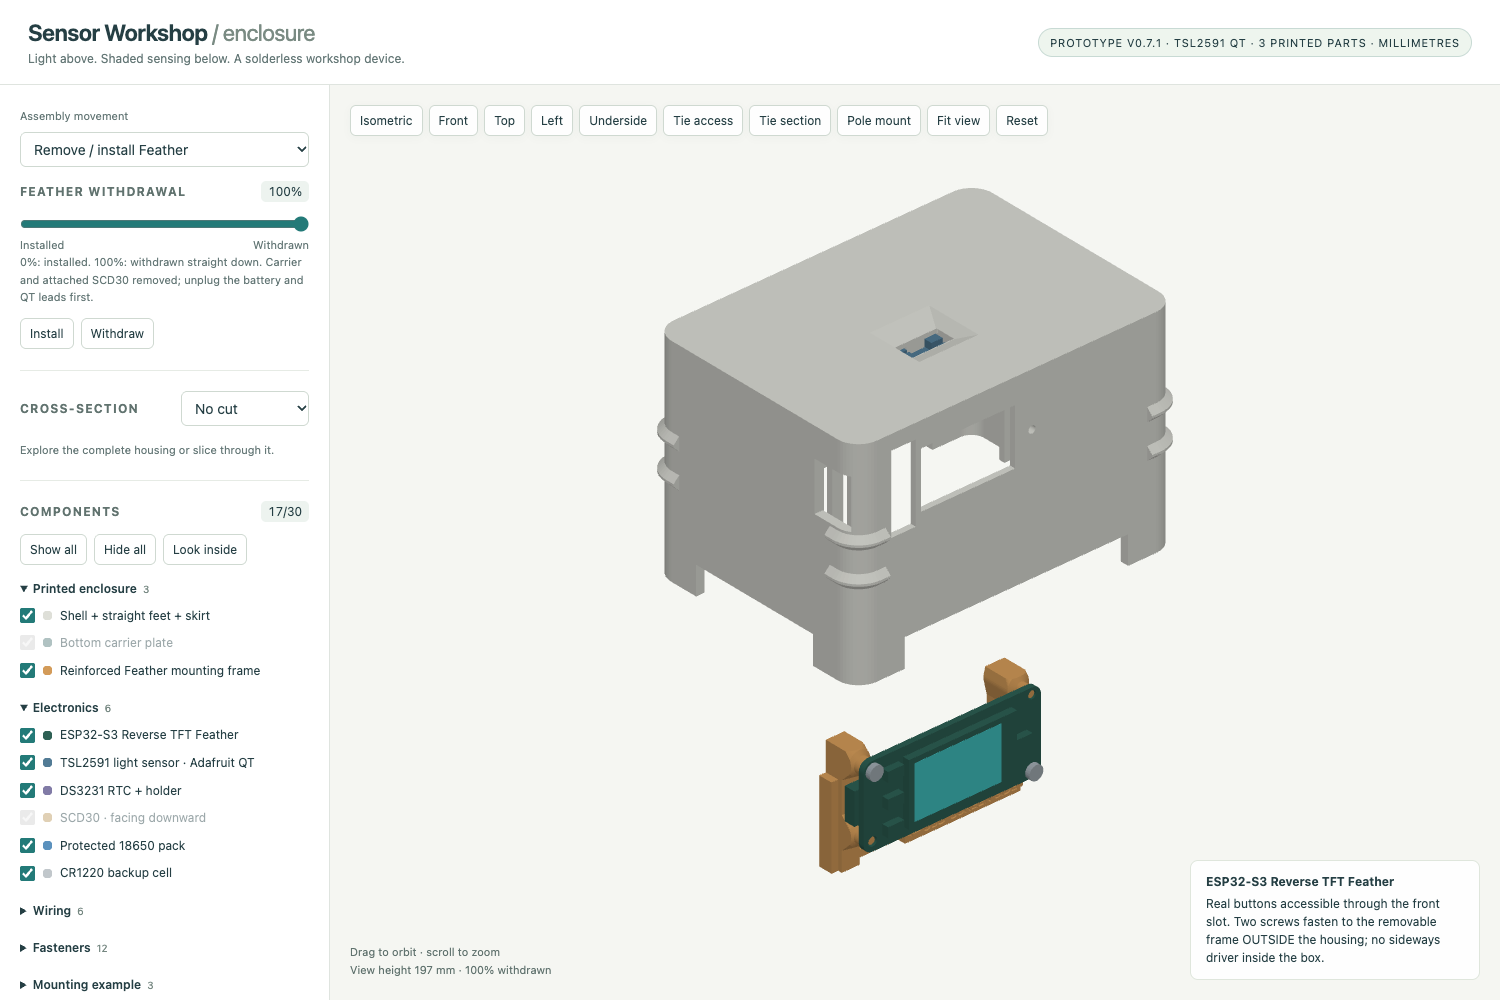 Sensor Workshop / enclosure
Light above. Shaded sensing below. A solderless workshop device.
PROTOTYPE V0.7.1 · TSL2591 QT · 3 PRINTED PARTS · MILLIMETRES
Assembly movement
Remove / install Feather
FEATHER WITHDRAWAL
100%
Installed
Withdrawn
0%: installed. 100%: withdrawn straight down. Carrier
and attached SCD30 removed; unplug the battery and
QT leads first.
Install
Withdraw
CROSS-SECTION
No cut
Explore the complete housing or slice through it.
COMPONENTS
17/30
Show all
Hide all
Look inside
Printed enclosure 3
Shell + straight feet + skirt
Bottom carrier plate
Reinforced Feather mounting frame
Electronics 6
ESP32-S3 Reverse TFT Feather
TSL2591 light sensor · Adafruit QT
DS3231 RTC + holder
SCD30 · facing downward
Protected 18650 pack
CR1220 backup cell
Wiring 6
Fasteners 12
Mounting example 3
Isometric
Front
Top
Left
Underside
Tie access
Tie section
Pole mount
Fit view
Reset
Drag to orbit · scroll to zoom
View height 197 mm · 100% withdrawn
ESP32-S3 Reverse TFT Feather
Real buttons accessible through the front
slot. Two screws fasten to the removable
frame OUTSIDE the housing; no sideways
driver inside the box.